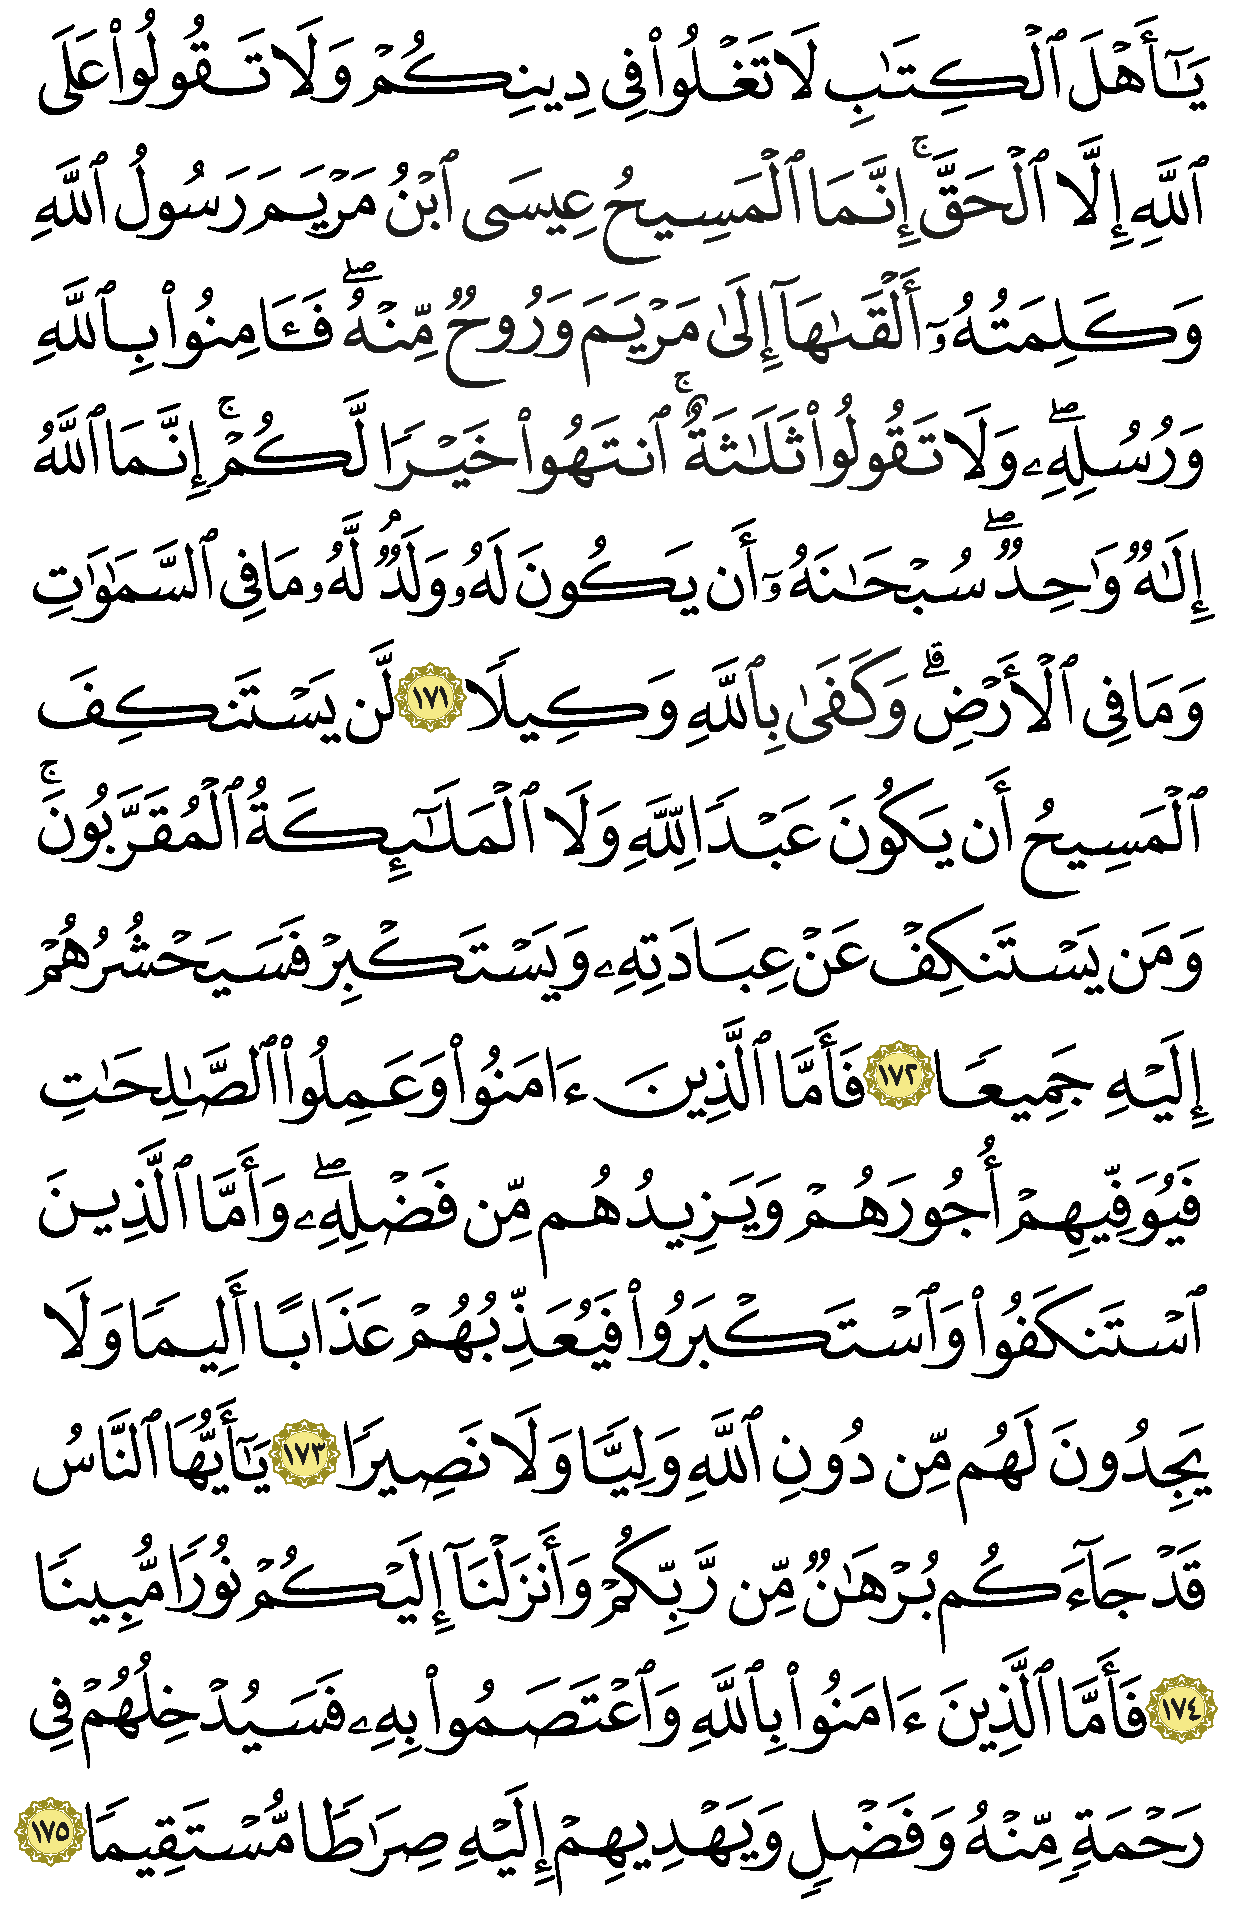 يَٰٓأَهۡلَ ٱلۡكِتَٰبِ لَا تَغۡلُواْ فِي دِينِكُمۡ وَلَا تَقُولُواْ عَلَى
ٱللَّهِ إِلَّا ٱلۡحَقَّۚ إِنَّمَا ٱلۡمَسِيحُ عِيسَى ٱبۡنُ مَرۡيَمَ رَسُولُ ٱللَّهِ
وَكَلِمَتُهُۥٓ أَلۡقَىٰهَآ إِلَىٰ مَرۡيَمَ وَرُوحٞ مِّنۡهُۖ فَـَٔامِنُواْ بِٱللَّهِ
وَرُسُلِهِۦۖ وَلَا تَقُولُواْ ثَلَٰثَةٌۚ ٱنتَهُواْ خَيۡرٗا لَّكُمۡۚ إِنَّمَا ٱللَّهُ
إِلَٰهٞ وَٰحِدٞۖ سُبۡحَٰنَهُۥٓ أَن يَكُونَ لَهُۥ وَلَدٞۘ لَّهُۥ مَا فِي ٱلسَّمَٰوَٰتِ
وَمَا فِي ٱلۡأَرۡضِۗ وَكَفَىٰ بِٱللَّهِ وَكِيلٗا ١٧١ لَّن يَسۡتَنكِفَ
ٱلۡمَسِيحُ أَن يَكُونَ عَبۡدٗا لِّلَّهِ وَلَا ٱلۡمَلَٰٓئِكَةُ ٱلۡمُقَرَّبُونَۚ
وَمَن يَسۡتَنكِفۡ عَنۡ عِبَادَتِهِۦ وَيَسۡتَكۡبِرۡ فَسَيَحۡشُرُهُمۡ
إِلَيۡهِ جَمِيعٗا ١٧٢ فَأَمَّا ٱلَّذِينَ ءَامَنُواْ وَعَمِلُواْ ٱلصَّٰلِحَٰتِ
فَيُوَفِّيهِمۡ أُجُورَهُمۡ وَيَزِيدُهُم مِّن فَضۡلِهِۦۖ وَأَمَّا ٱلَّذِينَ
ٱسۡتَنكَفُواْ وَٱسۡتَكۡبَرُواْ فَيُعَذِّبُهُمۡ عَذَابًا أَلِيمٗا وَلَا
يَجِدُونَ لَهُم مِّن دُونِ ٱللَّهِ وَلِيّٗا وَلَا نَصِيرٗا ١٧٣ يَٰٓأَيُّهَا ٱلنَّاسُ
قَدۡ جَآءَكُم بُرۡهَٰنٞ مِّن رَّبِّكُمۡ وَأَنزَلۡنَآ إِلَيۡكُمۡ نُورٗا مُّبِينٗا
١٧٤ فَأَمَّا ٱلَّذِينَ ءَامَنُواْ بِٱللَّهِ وَٱعۡتَصَمُواْ بِهِۦ فَسَيُدۡخِلُهُمۡ فِي
رَحۡمَةٖ مِّنۡهُ وَفَضۡلٖ وَيَهۡدِيهِمۡ إِلَيۡهِ صِرَٰطٗا مُّسۡتَقِيمٗا ١٧٥